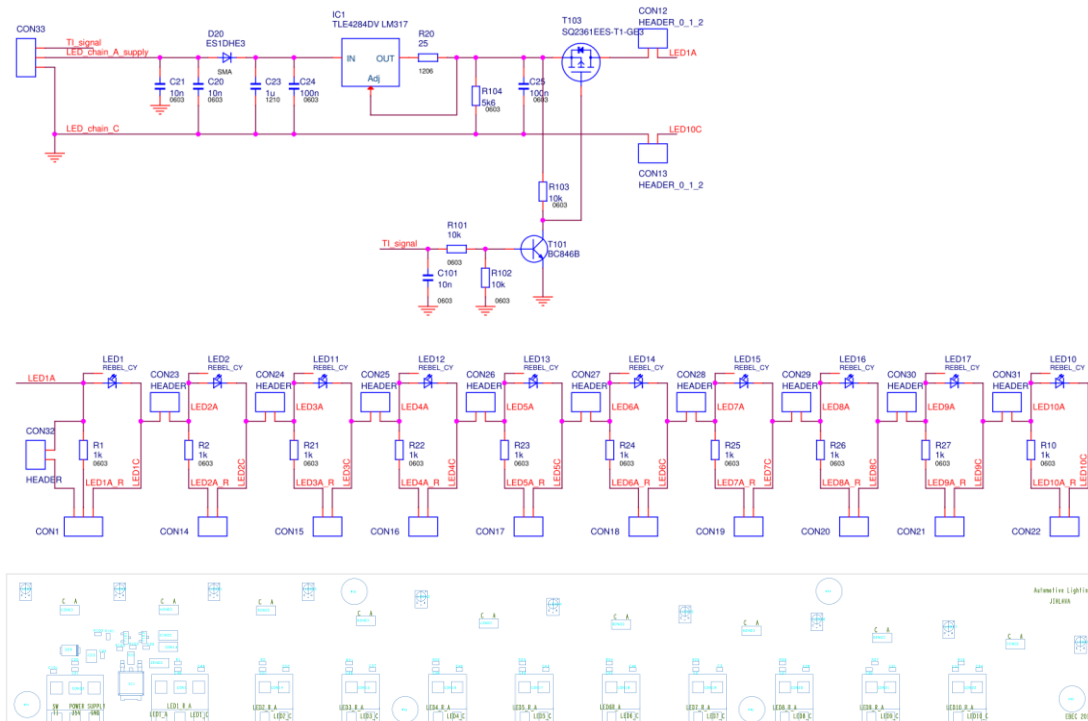 CON33
TI_signal
LED_chain_A_supply
D20
ES1DHE3
SMA
IC1
TLE4284DV LM317
IN
OUT
Adj
R20
25
1206
T103
SQ2361EES-T1-GE3
CON12
HEADER_0_1_2
LED1A
C21
10n
0603
C20
10n
0603
C23
1u
1210
C24
100n
0603
R104
5k6
0603
C25
100n
0603
LED_chain_C
LED10C
CON13
HEADER_0_1_2
R103
10k
0603
TI_signal
R101
10k
0603
T101
BC846B
C101
10n
0603
R102
10k
0603
LED1
REBEL_CY
LED2
REBEL_CY
LED11
REBEL_CY
LED12
REBEL_CY
LED13
REBEL_CY
LED14
REBEL_CY
LED15
REBEL_CY
LED16
REBEL_CY
LED17
REBEL_CY
LED10
REBEL_CY
LED1A
CON23
HEADER
CON24
HEADER
CON25
HEADER
CON26
HEADER
CON27
HEADER
CON28
HEADER
CON29
HEADER
CON30
HEADER
CON31
HEADER
LED2A
LED3A
LED4A
LED5A
LED6A
LED7A
LED8A
LED9A
LED10A
CON32
HEADER
R1
1k
0603
R2
1k
0603
R21
1k
0603
R22
1k
0603
R23
1k
0603
R24
1k
0603
R25
1k
0603
R26
1k
0603
R27
1k
0603
R10
1k
0603
LED1C
LED2C
LED3C
LED4C
LED5C
LED6C
LED7C
LED8C
LED9C
LED10C
LED1A_R
LED2A_R
LED3A_R
LED4A_R
LED5A_R
LED6A_R
LED7A_R
LED8A_R
LED9A_R
LED10A_R
CON1
CON14
CON15
CON16
CON17
CON18
CON19
CON20
CON21
CON22
Automotive Lightin
JIHLAVA
C A
C A
C A
C A
C A
C A
C A
C A
C A
C A
POWER SUPPLY